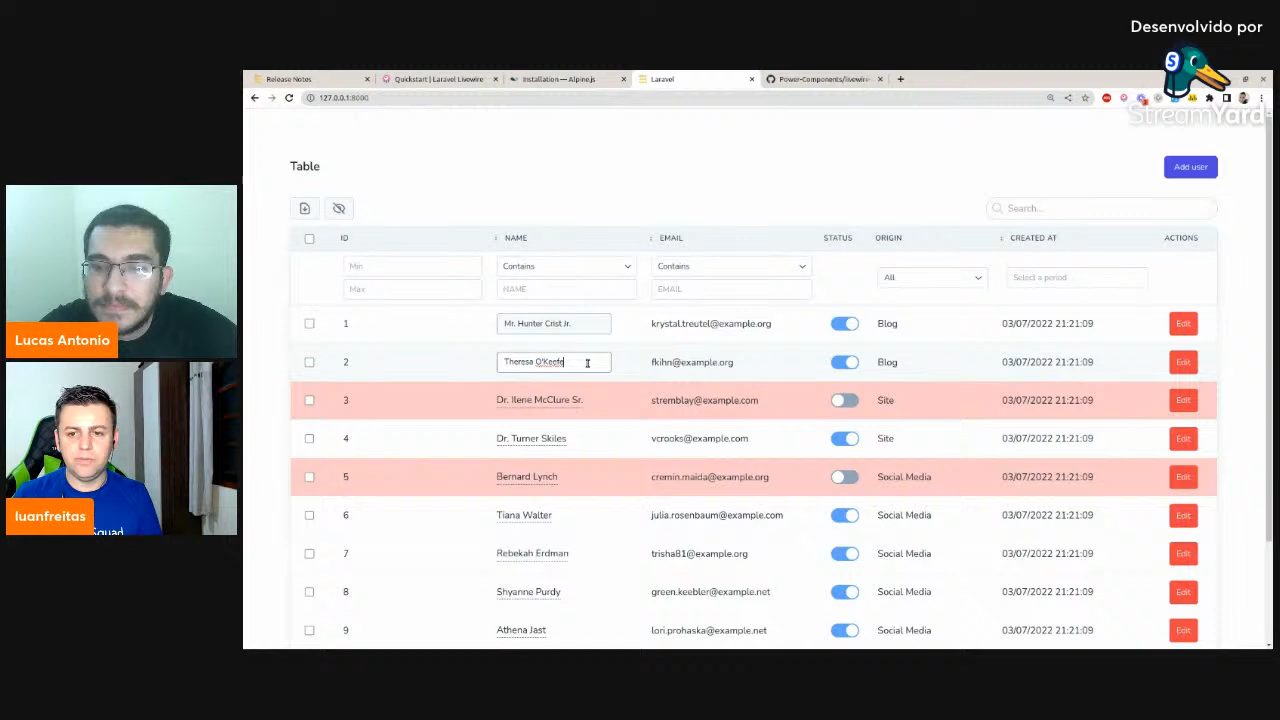 Desenvolvido por
StreamYard
Release Notes
Quickstart | Laravel Livewire
Installation — Alpine.js
Laravel
Power-Components/livewire-
127.0.0.1:8000
Table
Add user
Search...
ID NAME EMAIL STATUS ORIGIN CREATED AT ACTIONS
Min Contains Contains All Select a period
Max NAME EMAIL
1 Mr. Hunter Crist Jr. krystal.treutel@example.org Blog 03/07/2022 21:21:09 Edit
2 Theresa O'Keefe fkihn@example.org Blog 03/07/2022 21:21:09 Edit
3 Dr. Ilene McClure Sr. stremblay@example.com Site 03/07/2022 21:21:09 Edit
4 Dr. Turner Skiles vcrooks@example.com Site 03/07/2022 21:21:09 Edit
5 Bernard Lynch cremin.maida@example.org Social Media 03/07/2022 21:21:09 Edit
6 Tiana Walter julia.rosenbaum@example.com Social Media 03/07/2022 21:21:09 Edit
7 Rebekah Erdman trisha81@example.org Social Media 03/07/2022 21:21:09 Edit
8 Shyanne Purdy green.keebler@example.net Social Media 03/07/2022 21:21:09 Edit
9 Athena Jast lori.prohaska@example.net Social Media 03/07/2022 21:21:09 Edit
Lucas Antonio
luanfreitas
Squad